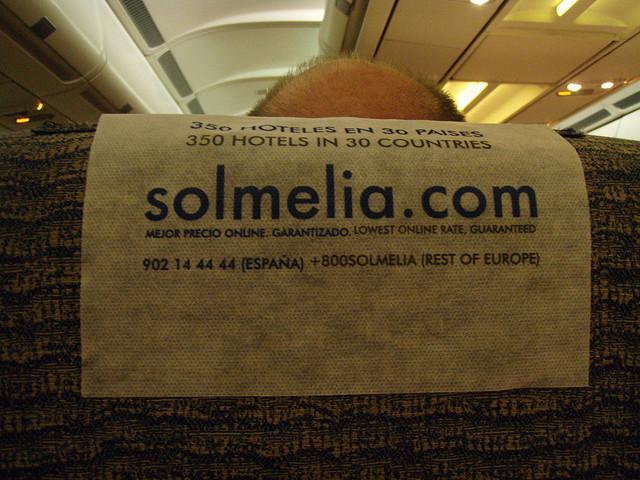 350 HOTELES EN 30 PAISES
350 HOTELS IN 30 COUNTRIES
solmelia.com
MEJOR PRECIO ONLINE. GARANTIZADO. LOWEST ONLINE RATE, GUARANTEED
902 14 44 44 (ESPAÑA) +800SOLMELIA (REST OF EUROPE)